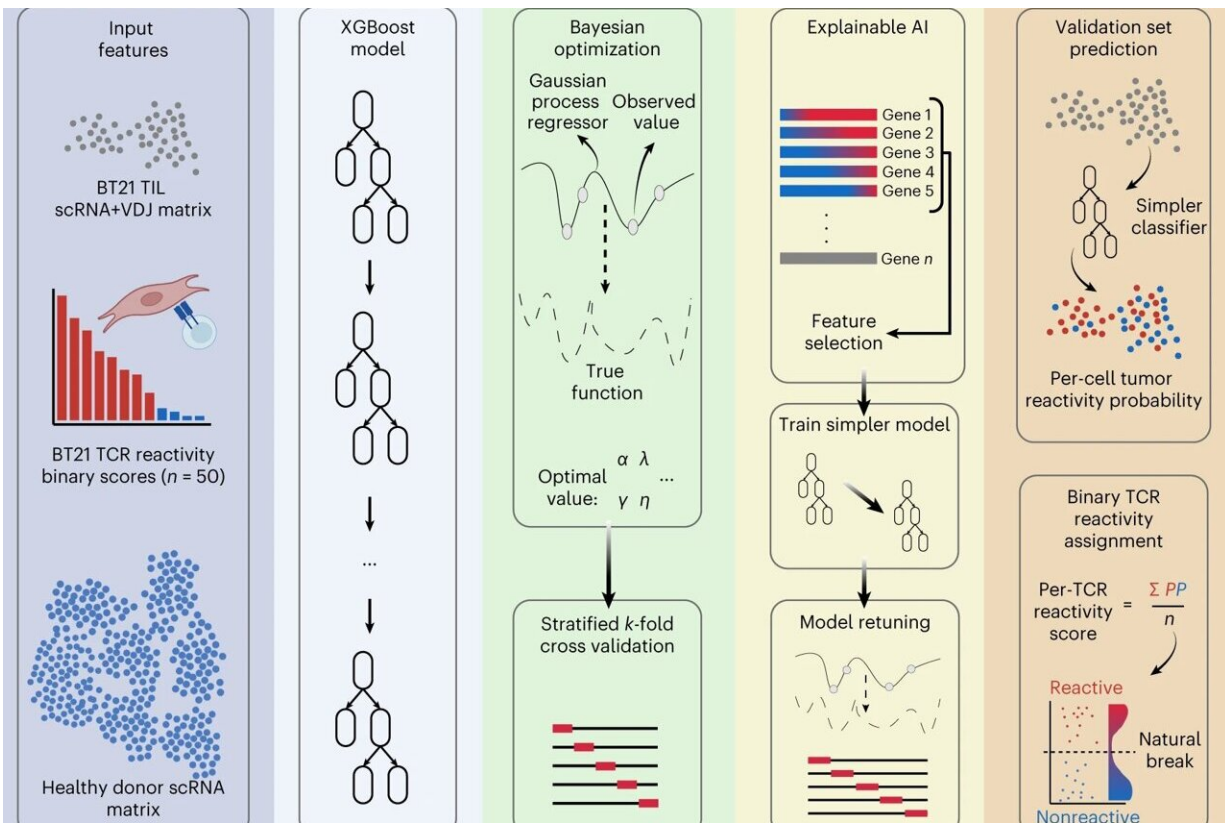 Input
features
BT21 TIL
scRNA+VDJ matrix
BT21 TCR reactivity
binary scores (n = 50)
Healthy donor scRNA
matrix
XGBoost
model
...
Bayesian
optimization
Gaussian
process
regressor
Observed
value
True
function
Optimal
value:
α λ
...
γ η
Stratified k-fold
cross validation
Explainable AI
Gene 1
Gene 2
Gene 3
Gene 4
Gene 5
Gene n
Feature
selection
Train simpler model
Model retuning
Validation set
prediction
Simpler
classifier
Per-cell tumor
reactivity probability
Binary TCR
reactivity
assignment
Per-TCR
reactivity
score
= Σ PP
n
Reactive
Natural
break
Nonreactive